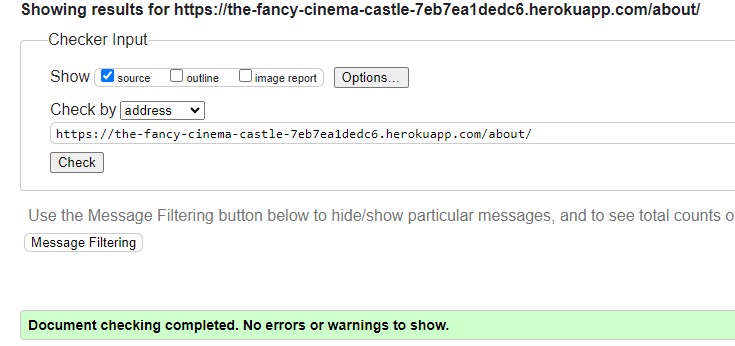 Showing results for https://the-fancy-cinema-castle-7eb7ea1dedc6.herokuapp.com/about/
Checker Input
Show source outline image report Options...
Check by address
https://the-fancy-cinema-castle-7eb7ea1dedc6.herokuapp.com/about/
Check
Use the Message Filtering button below to hide/show particular messages, and to see total counts o
Message Filtering
Document checking completed. No errors or warnings to show.